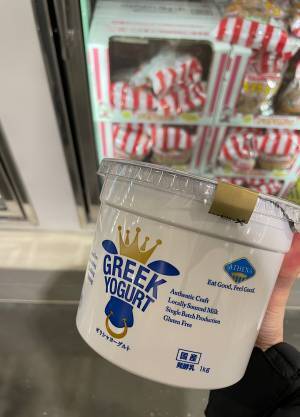 GREEK
YOGURT
ギリシャヨーグルト
Authentic Craft
Locally Sourced Milk
Single Batch Production
Gluten Free
ATHENA
Eat Good, Feel Good.
国産
発酵乳 1kg